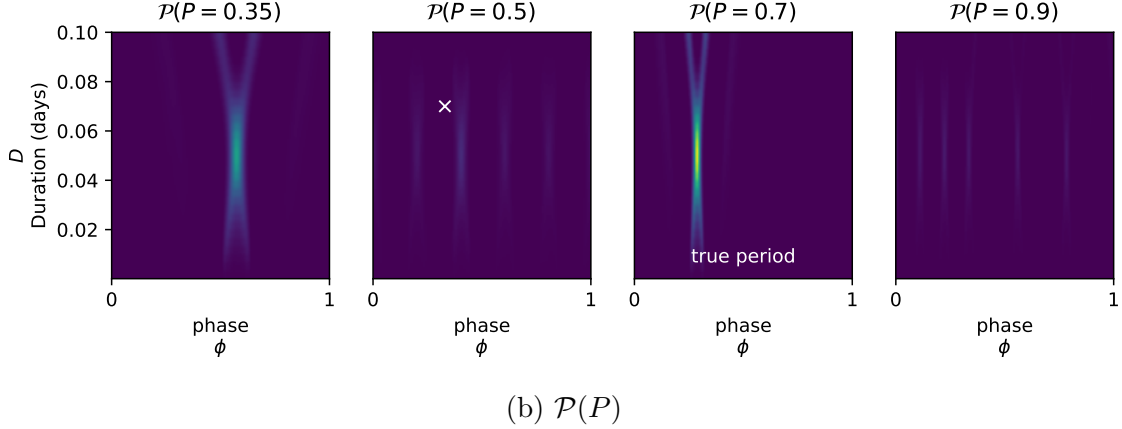 𝒫(P = 0.35)
𝒫(P = 0.5)
𝒫(P = 0.7)
𝒫(P = 0.9)
D
Duration (days)
0.10
0.08
0.06
0.04
0.02
true period
0 1
0 1
0 1
0 1
phase
ϕ
phase
ϕ
phase
ϕ
phase
ϕ
(b) 𝒫(P)